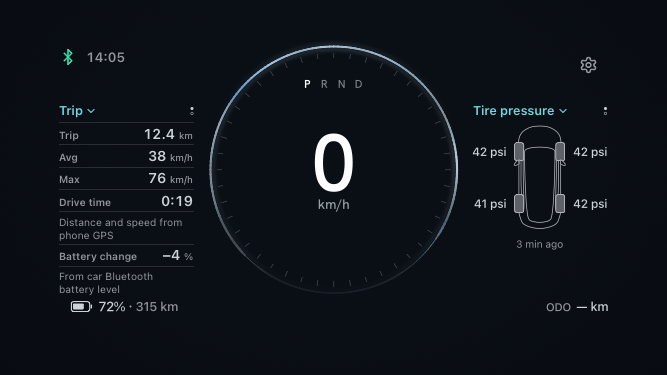 14:05
P R N D
Trip
Trip 12.4 km
Avg 38 km/h
Max 76 km/h
Drive time 0:19
Distance and speed from
phone GPS
Battery change –4 %
From car Bluetooth
battery level
72% · 315 km
0
km/h
Tire pressure
42 psi 42 psi
41 psi 42 psi
3 min ago
ODO — km